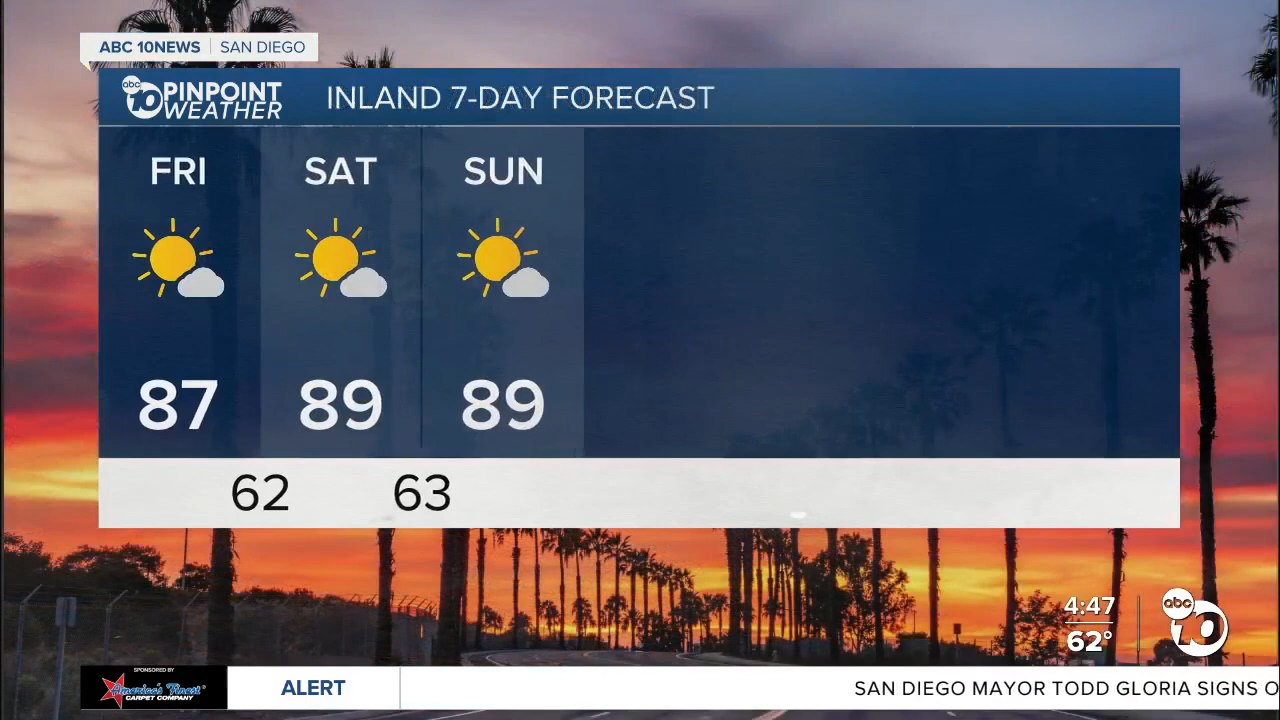 ABC 10NEWS | SAN DIEGO
abc 10 PINPOINT WEATHER
INLAND 7-DAY FORECAST
FRI SAT SUN
87 89 89
62 63
4:47
62°
abc 10
SPONSORED BY
America's Finest
CARPET COMPANY
ALERT
SAN DIEGO MAYOR TODD GLORIA SIGNS O